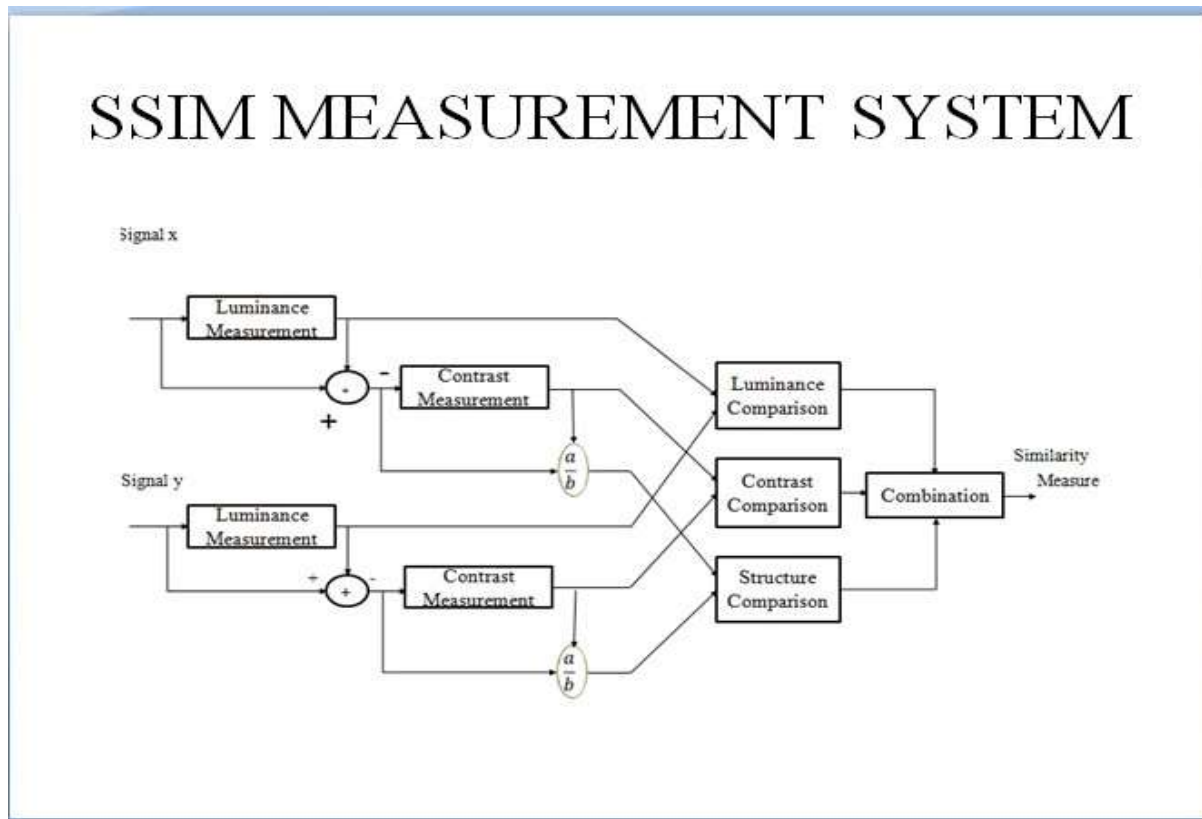 SSIM MEASUREMENT SYSTEM
Signal x
Luminance
Measurement
-
-
+
Contrast
Measurement
a
b
Signal y
Luminance
Measurement
+
+
-
Contrast
Measurement
a
b
Luminance
Comparison
Contrast
Comparison
Structure
Comparison
Combination
Similarity
Measure